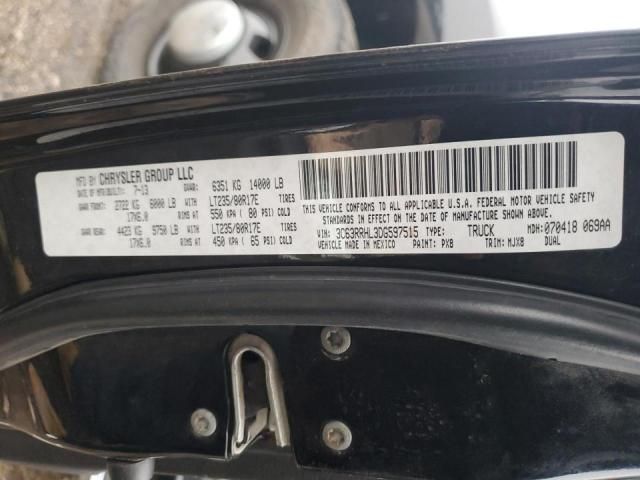 MFD BY CHRYSLER GROUP LLC
DATE OF MFR/BUILT: 7-13 GVWR: 6351 KG 14000 LB
GAWR FRONT: 2722 KG 6000 LB WITH LT235/80R17E TIRES
17X6.0 RIMS AT 550 KPA ( 80 PSI) COLD
GAWR REAR: 4423 KG 9750 LB WITH LT235/80R17E TIRES
17X6.0 RIMS AT 450 KPA ( 65 PSI) COLD
THIS VEHICLE CONFORMS TO ALL APPLICABLE U.S.A. FEDERAL MOTOR VEHICLE SAFETY
STANDARDS IN EFFECT ON THE DATE OF MANUFACTURE SHOWN ABOVE.
VIN: 3C63RRHL3DG597515 TYPE: TRUCK MDH: 070418 069AA
VEHICLE MADE IN MEXICO PAINT: PXB TRIM: MJX8 DUAL